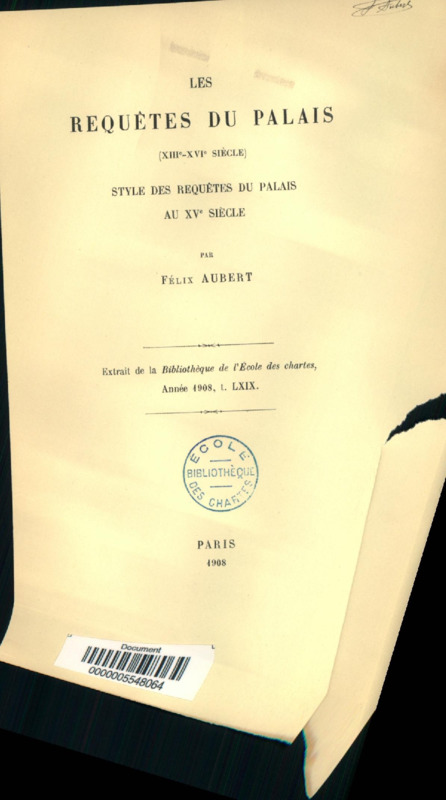 LES
REQUÊTES DU PALAIS
(XIIIᵉ-XVIᵉ SIÈCLE)
STYLE DES REQUÊTES DU PALAIS
AU XVᵉ SIÈCLE
PAR
FÉLIX AUBERT
Extrait de la Bibliothèque de l'École des chartes,
Année 1908, t. LXIX.
ÉCOLE
BIBLIOTHÈQUE
DES CHARTES
PARIS
1908
Document
0000005548064